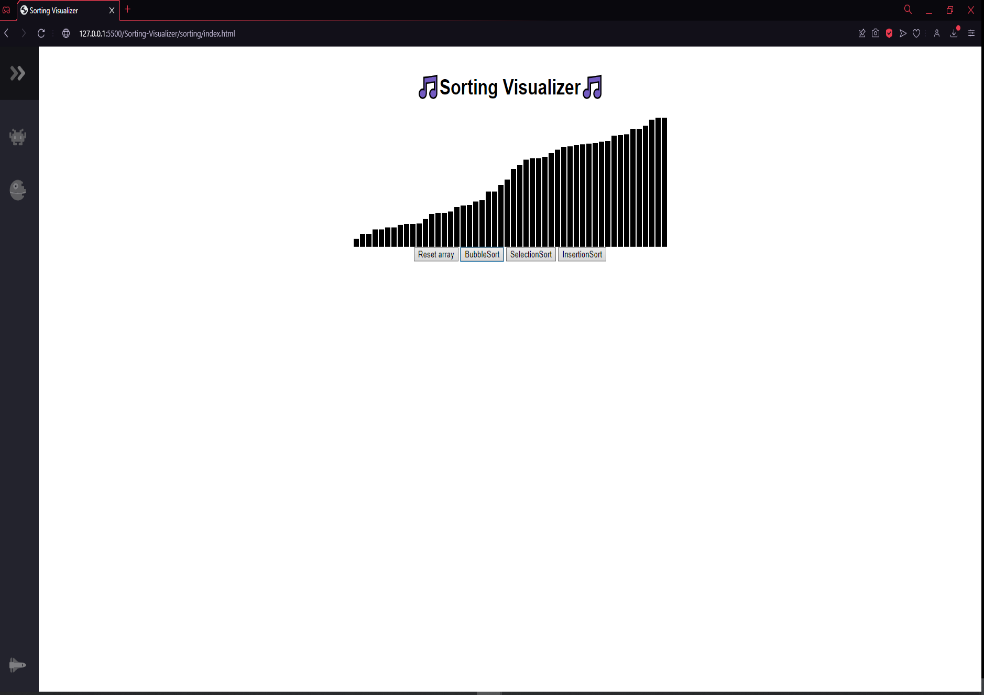 Sorting Visualizer
127.0.0.1:5500/Sorting-Visualizer/sorting/index.html
Sorting Visualizer
Reset array BubbleSort SelectionSort InsertionSort